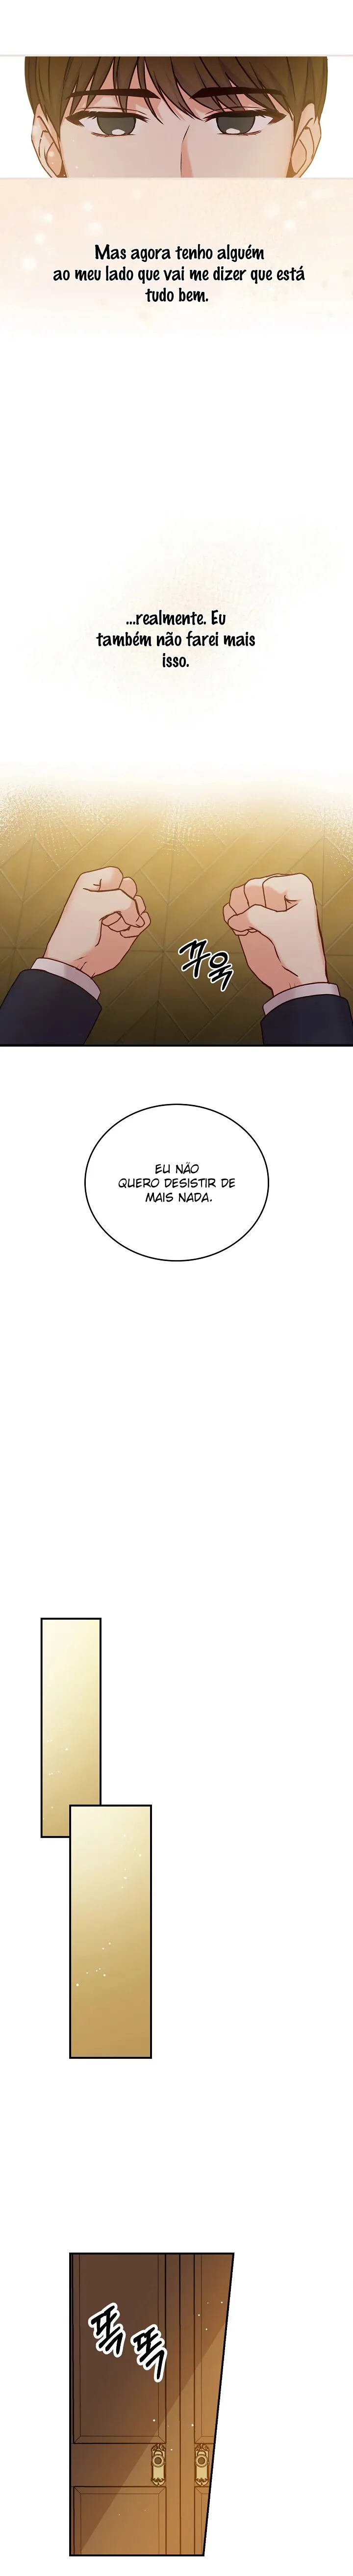 Mas agora tenho alguém
ao meu lado que vai me dizer que está
tudo bem.
...realmente. Eu
também não farei mais
isso.
꾸욱
EU NÃO
QUERO DESISTIR DE
MAIS NADA.
똑
똑